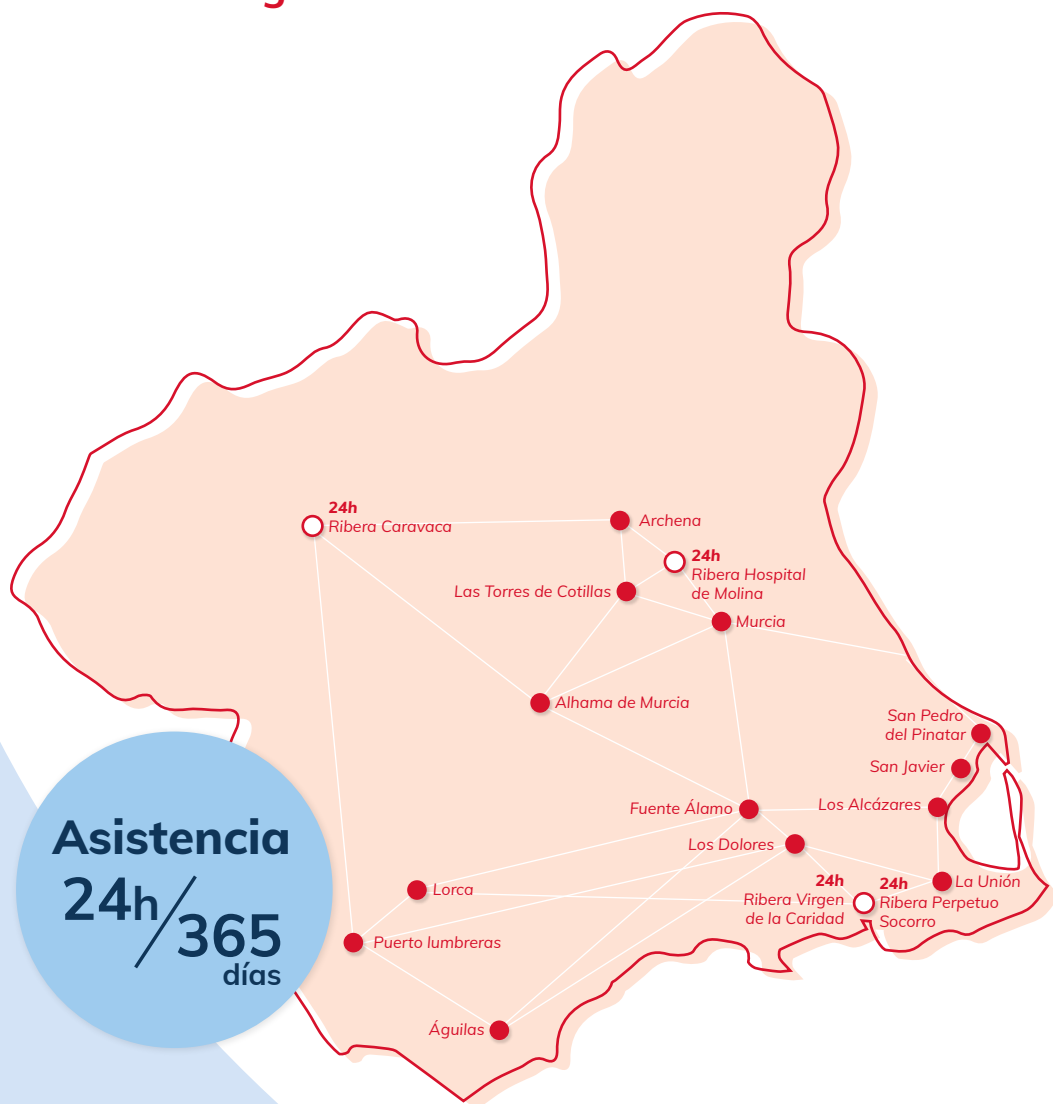 24h
Ribera Caravaca
Archena
24h
Ribera Hospital
de Molina
Las Torres de Cotillas
Murcia
Alhama de Murcia
San Pedro
del Pinatar
San Javier
Fuente Álamo
Los Alcázares
Los Dolores
24h
Ribera Virgen
de la Caridad
24h
Ribera Perpetuo
Socorro
La Unión
Lorca
Puerto lumbreras
Águilas
Asistencia
24h/365
días